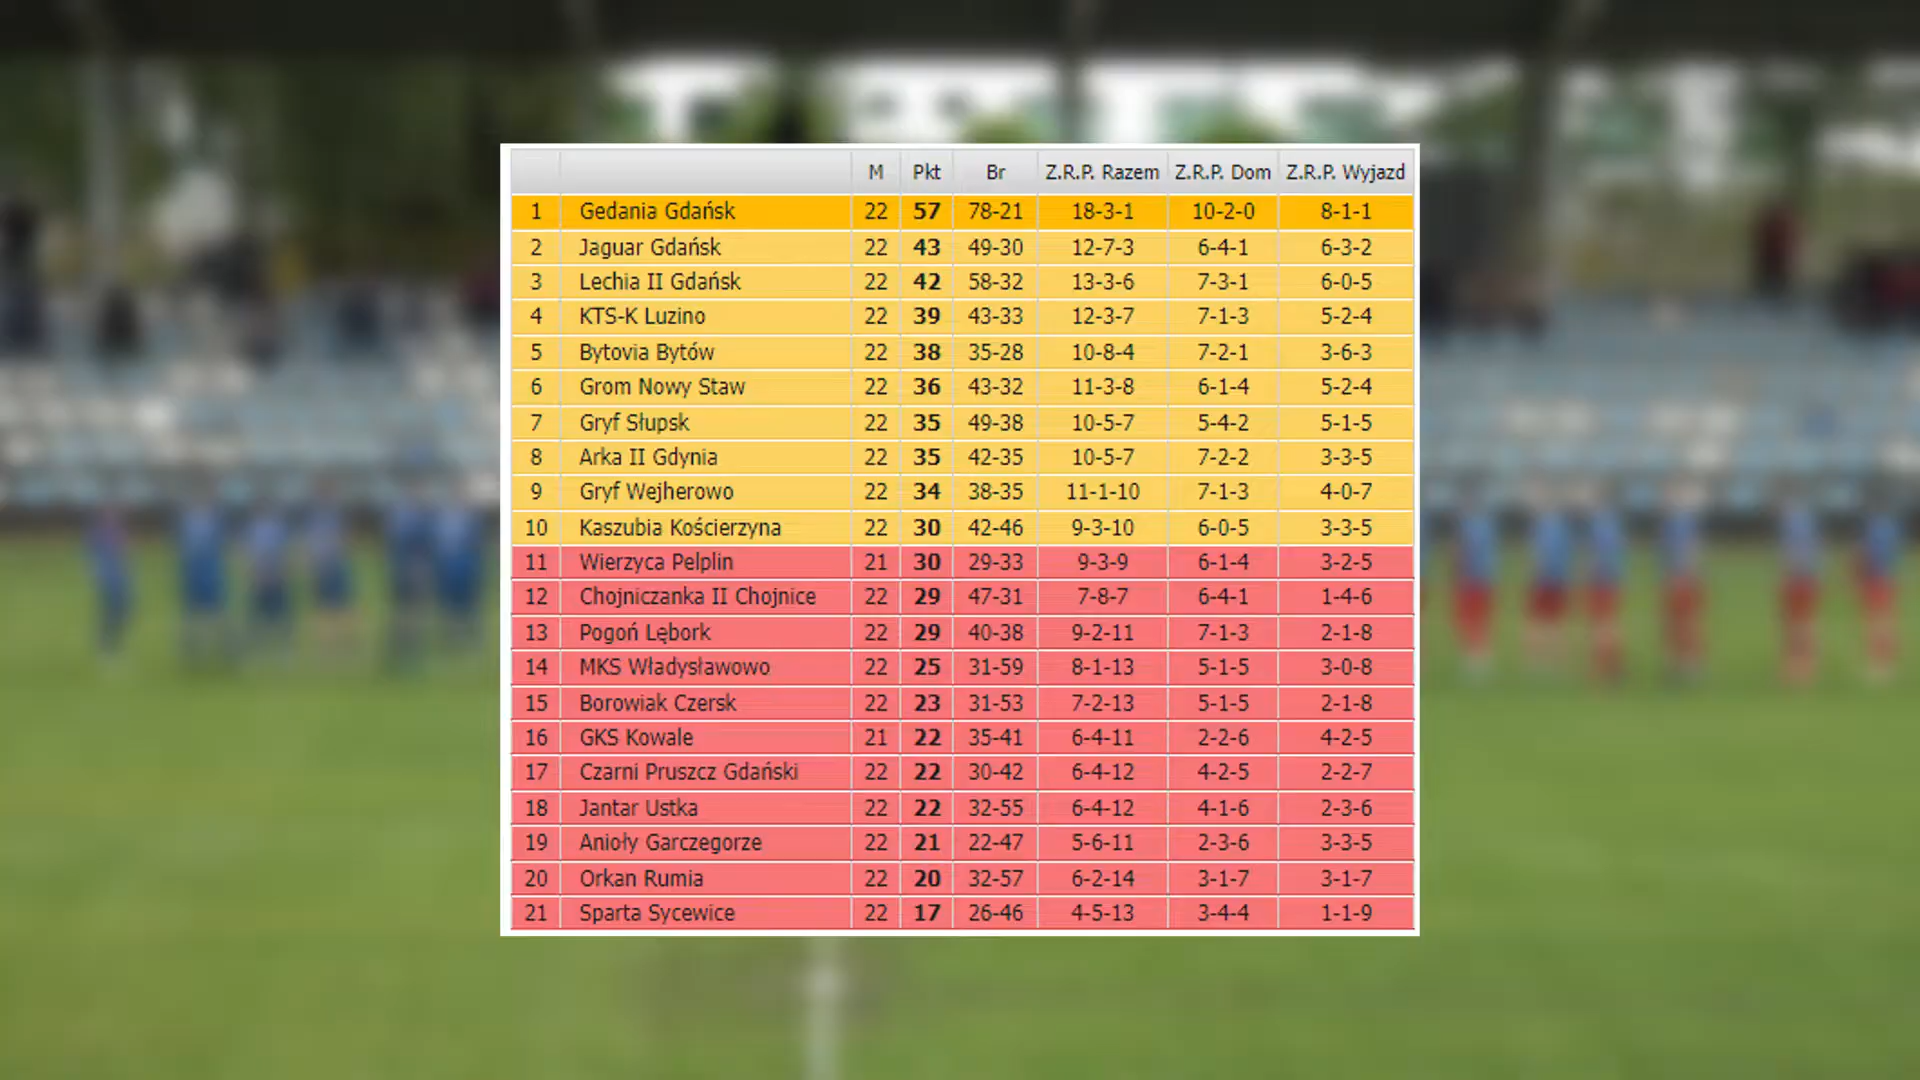 M Pkt Br Z.R.P. Razem Z.R.P. Dom Z.R.P. Wyjazd
1 Gedania Gdańsk 22 57 78-21 18-3-1 10-2-0 8-1-1
2 Jaguar Gdańsk 22 43 49-30 12-7-3 6-4-1 6-3-2
3 Lechia II Gdańsk 22 42 58-32 13-3-6 7-3-1 6-0-5
4 KTS-K Luzino 22 39 43-33 12-3-7 7-1-3 5-2-4
5 Bytovia Bytów 22 38 35-28 10-8-4 7-2-1 3-6-3
6 Grom Nowy Staw 22 36 43-32 11-3-8 6-1-4 5-2-4
7 Gryf Słupsk 22 35 49-38 10-5-7 5-4-2 5-1-5
8 Arka II Gdynia 22 35 42-35 10-5-7 7-2-2 3-3-5
9 Gryf Wejherowo 22 34 38-35 11-1-10 7-1-3 4-0-7
10 Kaszubia Kościerzyna 22 30 42-46 9-3-10 6-0-5 3-3-5
11 Wierzyca Pelplin 21 30 29-33 9-3-9 6-1-4 3-2-5
12 Chojniczanka II Chojnice 22 29 47-31 7-8-7 6-4-1 1-4-6
13 Pogoń Lębork 22 29 40-38 9-2-11 7-1-3 2-1-8
14 MKS Władysławowo 22 25 31-59 8-1-13 5-1-5 3-0-8
15 Borowiak Czersk 22 23 31-53 7-2-13 5-1-5 2-1-8
16 GKS Kowale 21 22 35-41 6-4-11 2-2-6 4-2-5
17 Czarni Pruszcz Gdański 22 22 30-42 6-4-12 4-2-5 2-2-7
18 Jantar Ustka 22 22 32-55 6-4-12 4-1-6 2-3-6
19 Anioły Garczegorze 22 21 22-47 5-6-11 2-3-6 3-3-5
20 Orkan Rumia 22 20 32-57 6-2-14 3-1-7 3-1-7
21 Sparta Sycewice 22 17 26-46 4-5-13 3-4-4 1-1-9